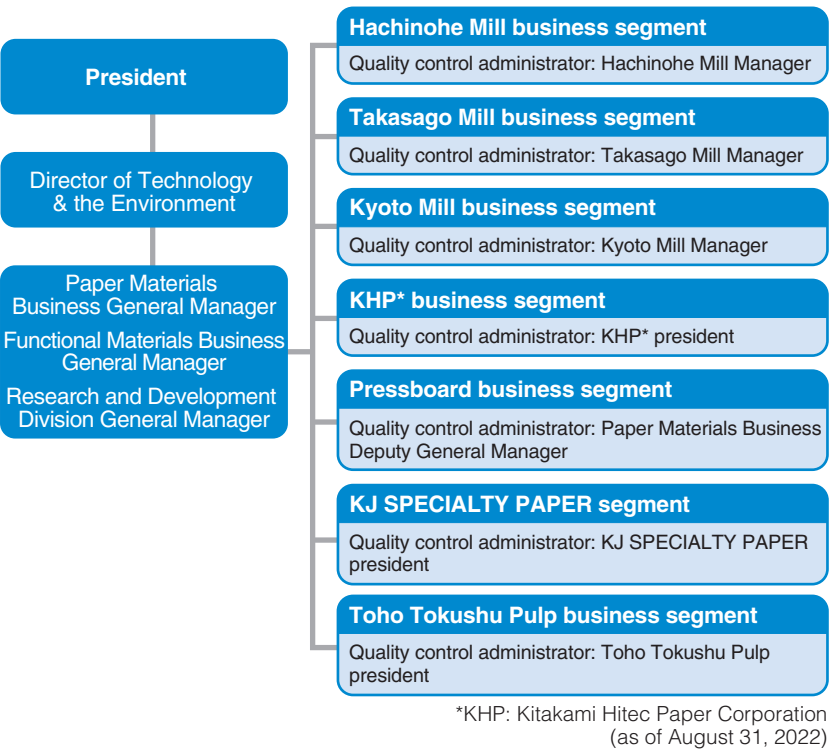 President
Director of Technology
& the Environment
Paper Materials
Business General Manager
Functional Materials Business
General Manager
Research and Development
Division General Manager
Hachinohe Mill business segment
Quality control administrator: Hachinohe Mill Manager
Takasago Mill business segment
Quality control administrator: Takasago Mill Manager
Kyoto Mill business segment
Quality control administrator: Kyoto Mill Manager
KHP* business segment
Quality control administrator: KHP* president
Pressboard business segment
Quality control administrator: Paper Materials Business
Deputy General Manager
KJ SPECIALTY PAPER segment
Quality control administrator: KJ SPECIALTY PAPER
president
Toho Tokushu Pulp business segment
Quality control administrator: Toho Tokushu Pulp
president
*KHP: Kitakami Hitec Paper Corporation
(as of August 31, 2022)